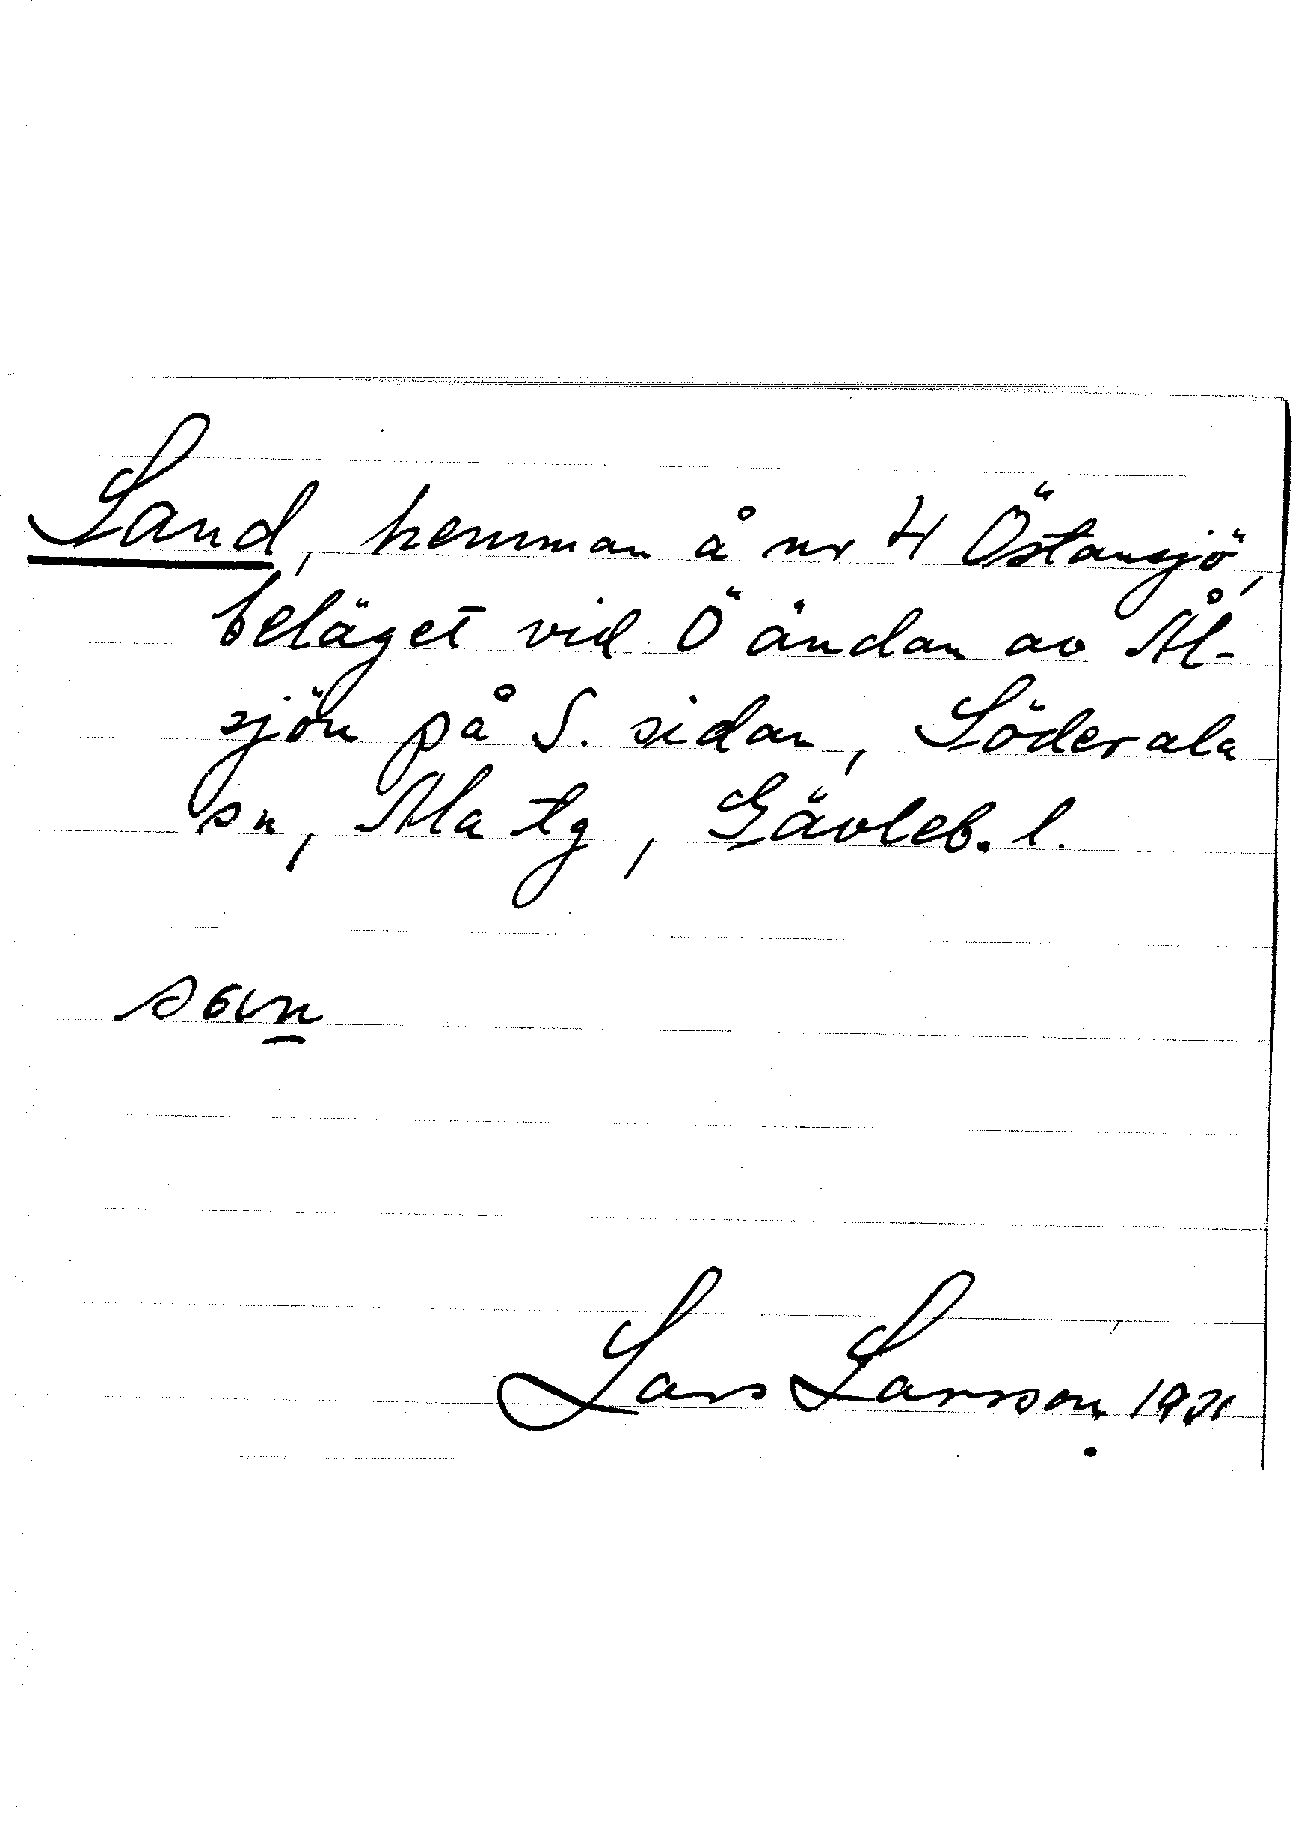 Sand, hemman å nr 4 Östansjö,
beläget vid Ö ändan av Ål-
sjön på S. sidan, Söderala
sn, Ala tg, Gävleb. l.
san
Lars Larsson 1931